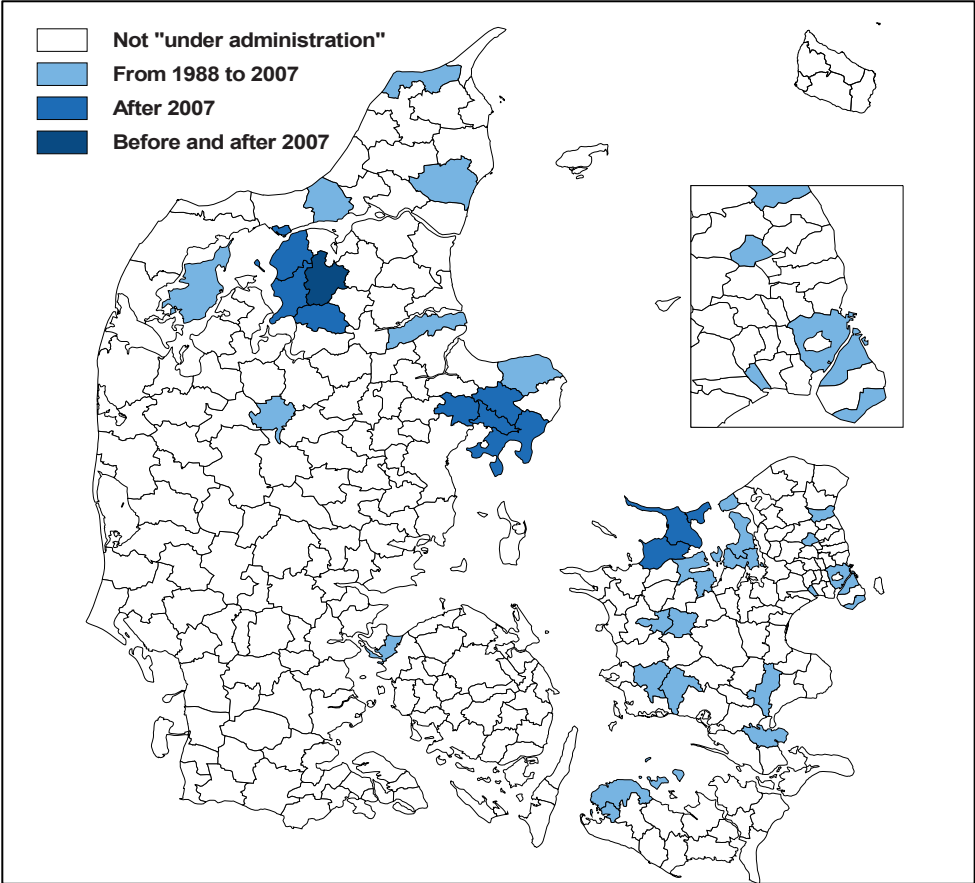 Not "under administration"
From 1988 to 2007
After 2007
Before and after 2007